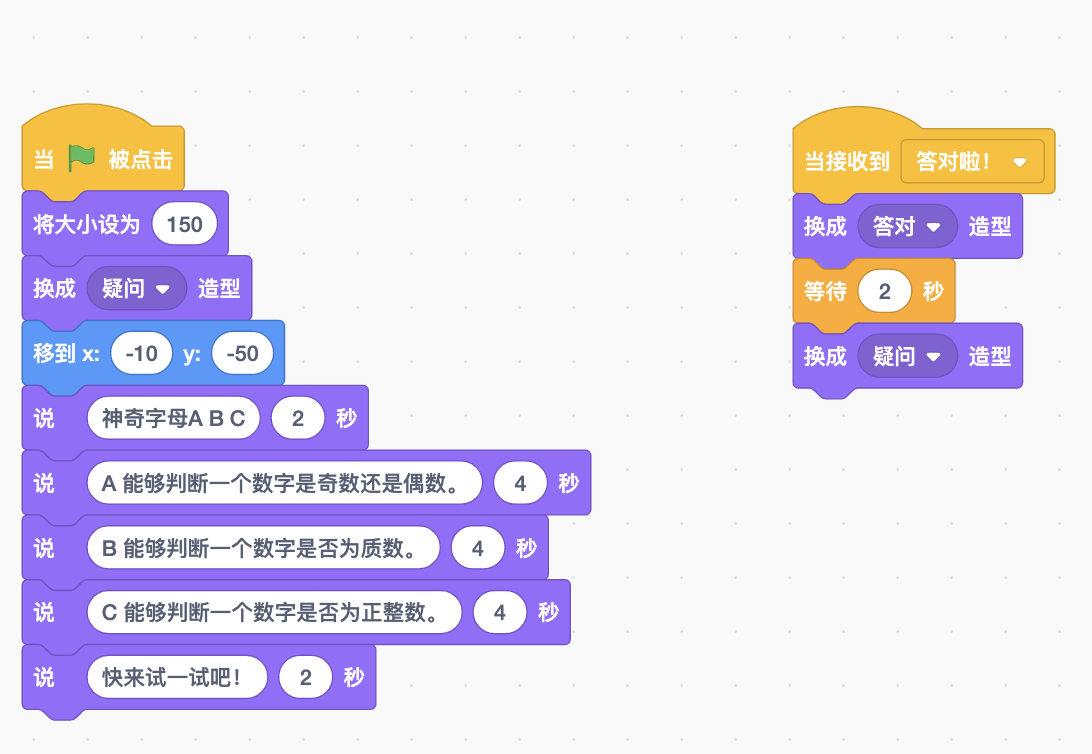 当 被点击
将大小设为 150
换成 疑问 造型
移到 x: -10 y: -50
说 神奇字母A B C 2 秒
说 A 能够判断一个数字是奇数还是偶数。 4 秒
说 B 能够判断一个数字是否为质数。 4 秒
说 C 能够判断一个数字是否为正整数。 4 秒
说 快来试一试吧！ 2 秒
当接收到 答对啦！
换成 答对 造型
等待 2 秒
换成 疑问 造型